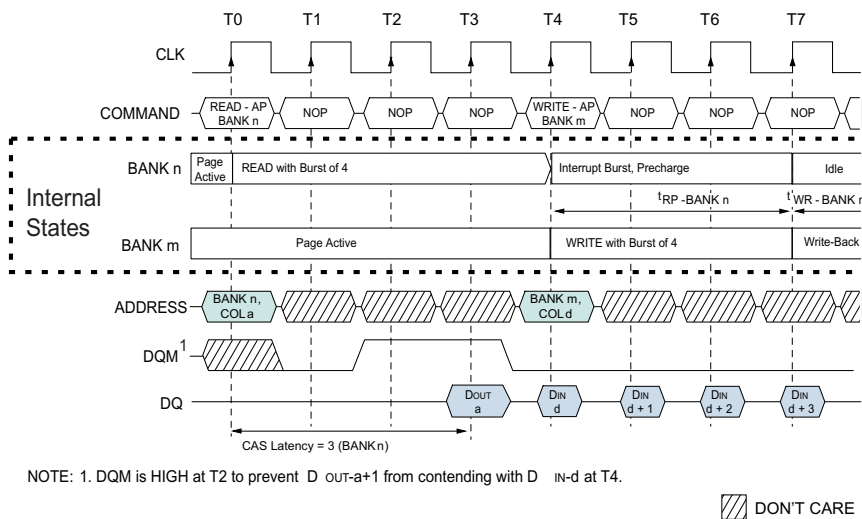 T0 T1 T2 T3 T4 T5 T6 T7
CLK
COMMAND
READ - AP
BANK n
NOP
NOP
NOP
WRITE - AP
BANK m
NOP
NOP
NOP
Internal
States
BANK n
Page
Active
READ with Burst of 4
Interrupt Burst, Precharge
Idle
tRP -BANK n
tWR - BANK
BANK m
Page Active
WRITE with Burst of 4
Write-Back
ADDRESS
BANK n,
COL a
BANK m,
COL d
DQM 1
DQ
DOUT
a
DIN
d
DIN
d + 1
DIN
d + 2
DIN
d + 3
CAS Latency = 3 (BANK n)
NOTE: 1. DQM is HIGH at T2 to prevent D OUT-a+1 from contending with D IN-d at T4.
DON'T CARE